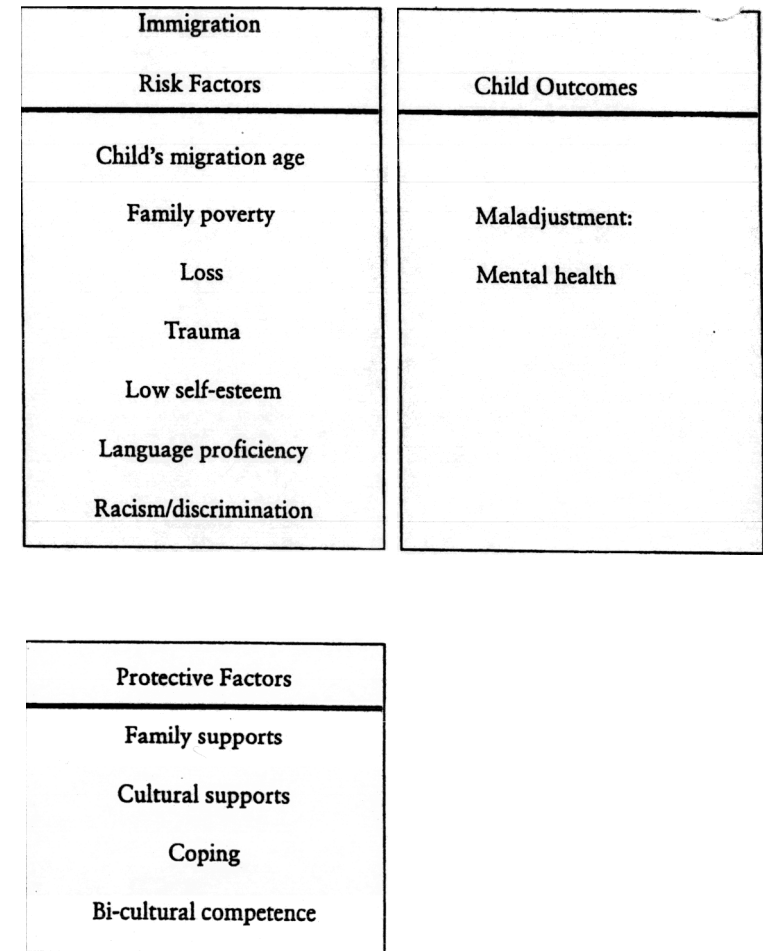 Immigration
Risk Factors
Child's migration age
Family poverty
Loss
Trauma
Low self-esteem
Language proficiency
Racism/discrimination
Child Outcomes
Maladjustment:
Mental health
Protective Factors
Family supports
Cultural supports
Coping
Bi-cultural competence